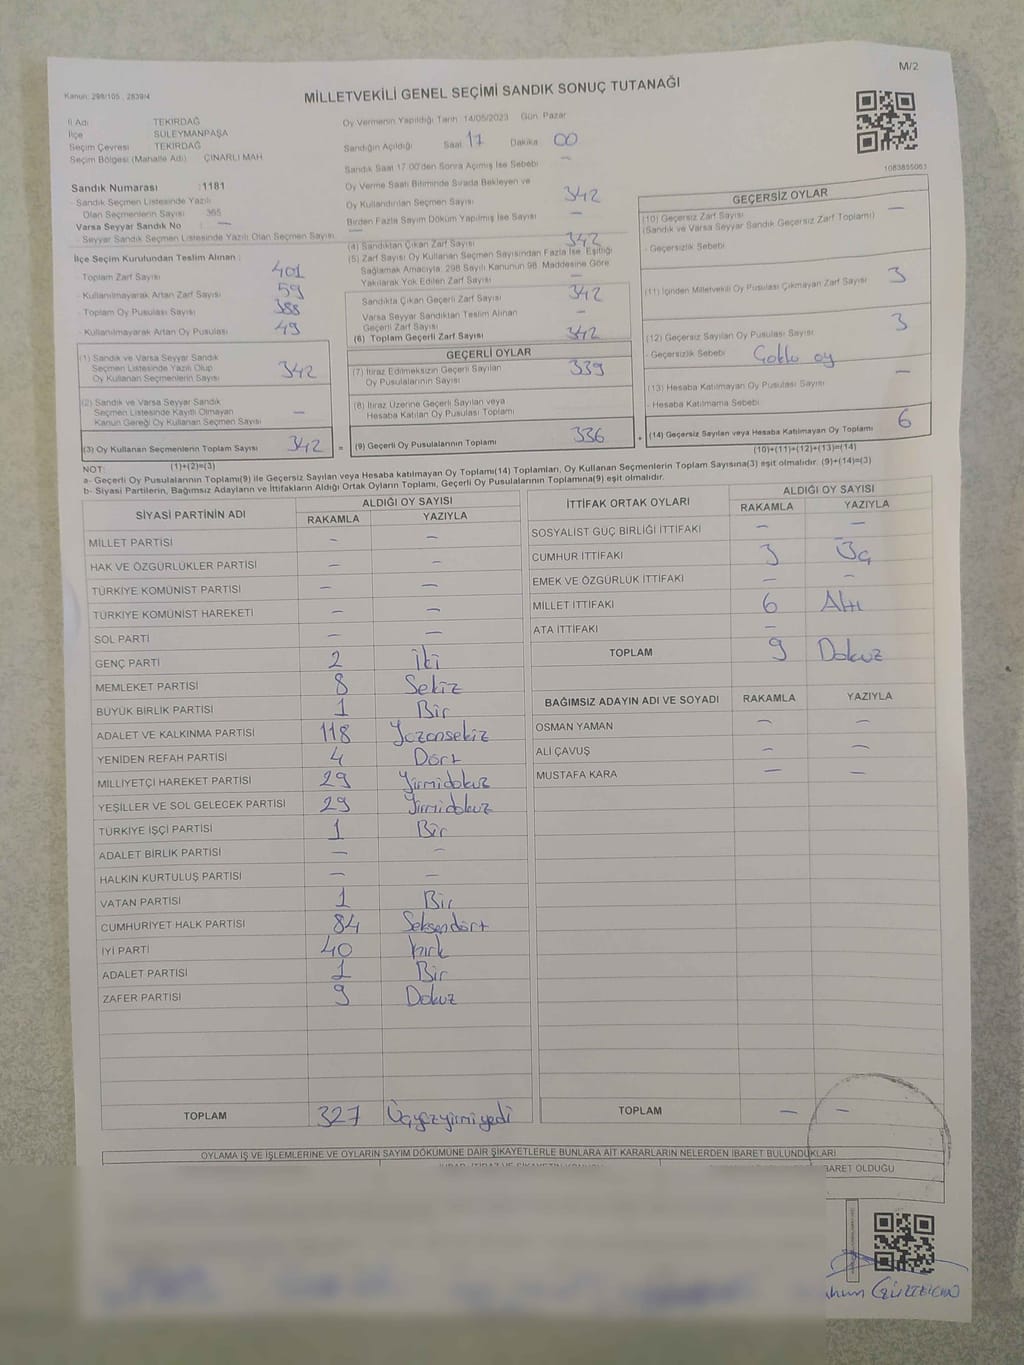 M/2
Kanun: 298/105 , 2839/4
MİLLETVEKİLİ GENEL SEÇİMİ SANDIK SONUÇ TUTANAĞI
İl Adı TEKİRDAĞ
İlçe SÜLEYMANPAŞA
Seçim Çevresi TEKİRDAĞ
Seçim Bölgesi (Mahalle Adı) ÇINARLI MAH
Oy Vermenin Yapıldığı Tarih :14/05/2023 Gün Pazar
Sandığın Açıldığı Saat 17 Dakika 00
Sandık Saat 17:00'den Sonra Açımış İse Sebebi –
1083855063
Sandık Numarası :1181
- Sandık Seçmen Listesinde Yazılı
Olan Seçmenlerin Sayısı 365
Varsa Seyyar Sandık No : –
- Seyyar Sandık Seçmen Listesinde Yazılı Olan Seçmen Sayısı
Oy Verme Saati Bitiminde Sırada Bekleyen ve
Oy Kullandırılan Seçmen Sayısı 342
Birden Fazla Sayım Döküm Yapılmış İse Sayısı –
İlçe Seçim Kurulundan Teslim Alınan :
- Toplam Zarf Sayısı 401
- Kullanılmayarak Artan Zarf Sayısı 59
- Toplam Oy Pusulası Sayısı 388
- Kullanılmayarak Artan Oy Pusulası 49
(4) Sandıktan Çıkan Zarf Sayısı 342
(5) Zarf Sayısı Oy Kullanan Seçmen Sayısından Fazla İse, Eşitliği
Sağlamak Amacıyla, 298 Sayılı Kanunun 98. Maddesine Göre
Yakılarak Yok Edilen Zarf Sayısı –
Sandıkta Çıkan Geçerli Zarf Sayısı 342
Varsa Seyyar Sandıktan Teslim Alınan
Geçerli Zarf Sayısı –
(6) Toplam Geçerli Zarf Sayısı 342
GEÇERSİZ OYLAR
(10) Geçersiz Zarf Sayısı –
(Sandık ve Varsa Seyyar Sandık Geçersiz Zarf Toplamı)
- Geçersizlik Sebebi
(11) İçinden Milletvekili Oy Pusulası Çıkmayan Zarf Sayısı 3
(12) Geçersiz Sayılan Oy Pusulası Sayısı 3
- Geçersizlik Sebebi Çoklu oy
(13) Hesaba Katılmayan Oy Pusulası Sayısı –
- Hesaba Katılmama Sebebi
(14) Geçersiz Sayılan veya Hesaba Katılmayan Oy Toplamı 6
(10)+(11)+(12)+(13)=(14)
(1) Sandık ve Varsa Seyyar Sandık
Seçmen Listesinde Yazılı Olup
Oy Kullanan Seçmenlerin Sayısı 342
(2) Sandık ve Varsa Seyyar Sandık
Seçmen Listesinde Kayıtlı Olmayan
Kanun Gereği Oy Kullanan Seçmen Sayısı –
(3) Oy Kullanan Seçmenlerin Toplam Sayısı 342 =
(1)+(2)=(3)
GEÇERLİ OYLAR
(7) İtiraz Edilmeksizin Geçerli Sayılan
Oy Pusulalarının Sayısı 339
(8) İtiraz Üzerine Geçerli Sayılan veya
Hesaba Katılan Oy Pusulası Toplamı
(9) Geçerli Oy Pusulalarının Toplamı 336 +
NOT:
a- Geçerli Oy Pusulalarının Toplamı(9) ile Geçersiz Sayılan veya Hesaba katılmayan Oy Toplamı(14) Toplamları, Oy Kullanan Seçmenlerin Toplam Sayısına(3) eşit olmalıdır. (9)+(14)=(3)
b- Siyasi Partilerin, Bağımsız Adayların ve İttifakların Aldığı Ortak Oyların Toplamı, Geçerli Oy Pusulalarının Toplamına(9) eşit olmalıdır.
SİYASİ PARTİNİN ADI ALDIĞI OY SAYISI
RAKAMLA YAZIYLA
MİLLET PARTİSİ – –
HAK VE ÖZGÜRLÜKLER PARTİSİ – –
TÜRKİYE KOMÜNİST PARTİSİ – –
TÜRKİYE KOMÜNİST HAREKETİ – –
SOL PARTİ – –
GENÇ PARTİ 2 İki
MEMLEKET PARTİSİ 8 Sekiz
BÜYÜK BİRLİK PARTİSİ 1 Bir
ADALET VE KALKINMA PARTİSİ 118 Yüzonsekiz
YENİDEN REFAH PARTİSİ 4 Dört
MİLLİYETÇİ HAREKET PARTİSİ 29 Yirmidokuz
YEŞİLLER VE SOL GELECEK PARTİSİ 29 Yirmidokuz
TÜRKİYE İŞÇİ PARTİSİ 1 Bir
ADALET BİRLİK PARTİSİ – –
HALKIN KURTULUŞ PARTİSİ – –
VATAN PARTİSİ 1 Bir
CUMHURİYET HALK PARTİSİ 84 Seksendört
İYİ PARTİ 40 Kırk
ADALET PARTİSİ 1 Bir
ZAFER PARTİSİ 9 Dokuz
TOPLAM 327 Üçyüzyirmiyedi
İTTİFAK ORTAK OYLARI ALDIĞI OY SAYISI
RAKAMLA YAZIYLA
SOSYALİST GÜÇ BİRLİĞİ İTTİFAKI – –
CUMHUR İTTİFAKI 3 Üç
EMEK VE ÖZGÜRLÜK İTTİFAKI – –
MİLLET İTTİFAKI 6 Altı
ATA İTTİFAKI –
TOPLAM 9 Dokuz
BAĞIMSIZ ADAYIN ADI VE SOYADI RAKAMLA YAZIYLA
OSMAN YAMAN – –
ALİ ÇAVUŞ – –
MUSTAFA KARA – –
TOPLAM – –
OYLAMA İŞ VE İŞLEMLERİNE VE OYLARIN SAYIM DÖKÜMÜNE DAİR ŞİKAYETLERLE BUNLARA AİT KARARLARIN NELERDEN İBARET BULUNDUKLARI
BARET OLDUĞU